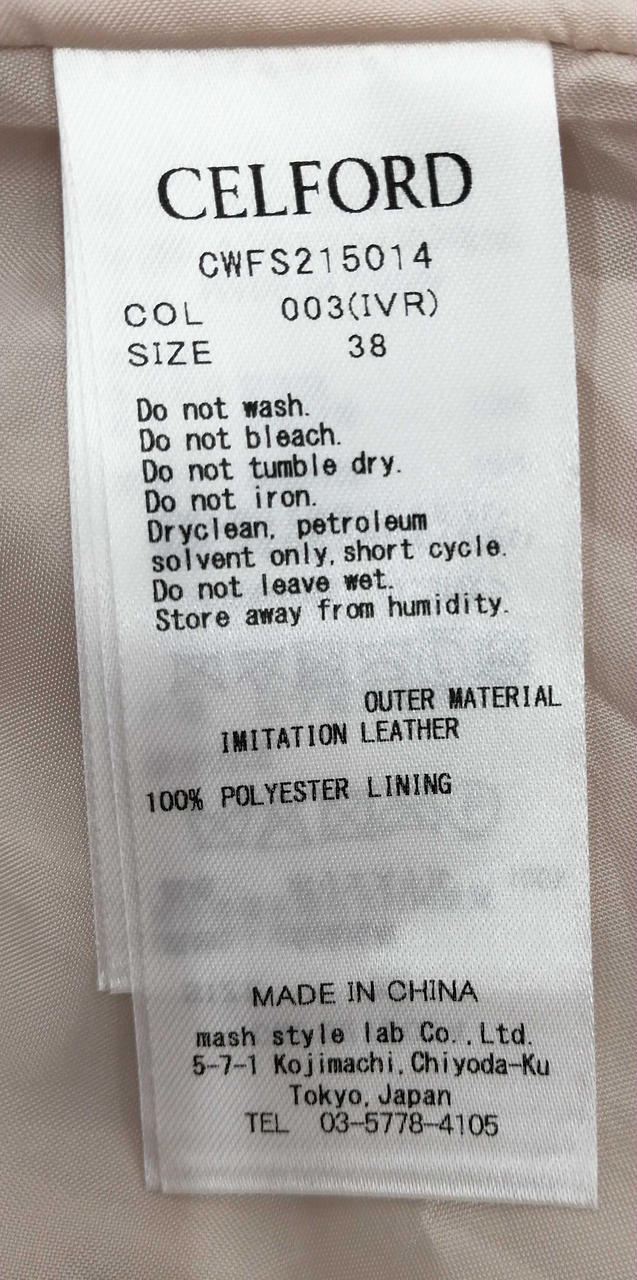 CELFORD
CWFS215014
COL 003(IVR)
SIZE 38
Do not wash.
Do not bleach.
Do not tumble dry.
Do not iron.
Dryclean, petroleum
solvent only, short cycle.
Do not leave wet.
Store away from humidity.
OUTER MATERIAL
IMITATION LEATHER
100% POLYESTER LINING
MADE IN CHINA
mash style lab Co.,Ltd.
5-7-1 Kojimachi,Chiyoda-Ku
Tokyo,Japan
TEL 03-5778-4105